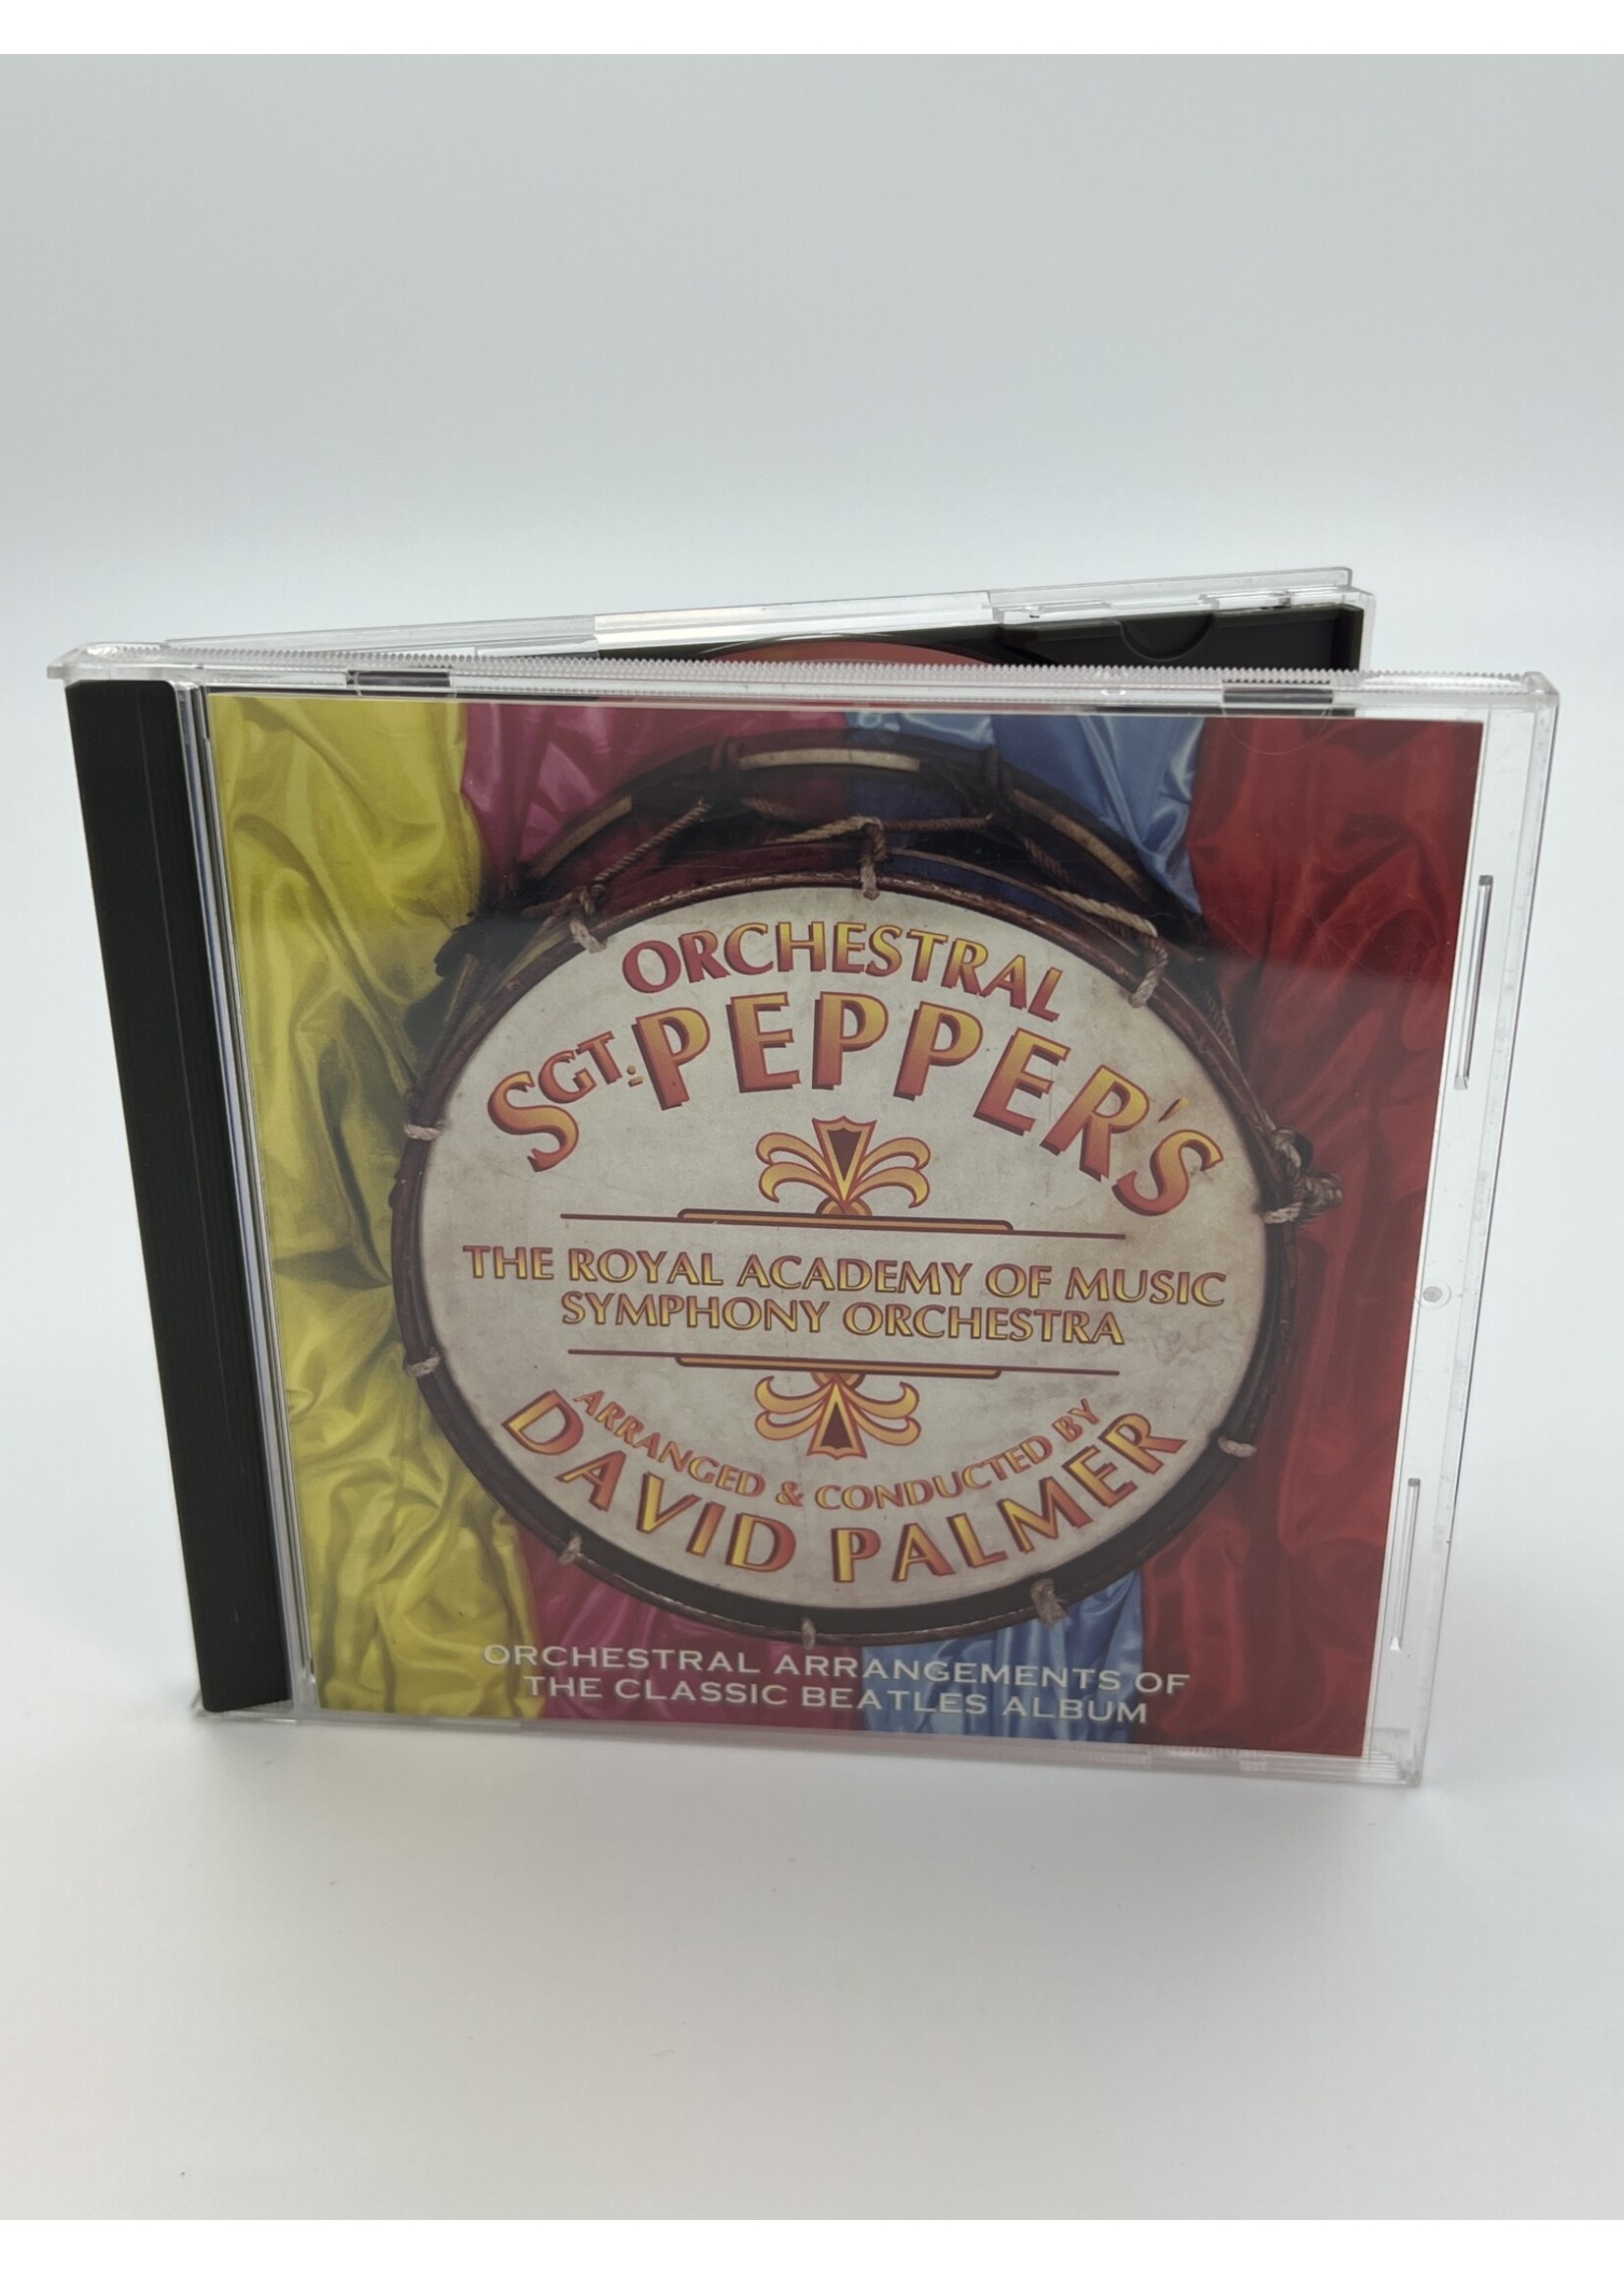 ORCHESTRAL
SGT. PEPPER'S
THE ROYAL ACADEMY OF MUSIC
SYMPHONY ORCHESTRA
ARRANGED & CONDUCTED BY
DAVID PALMER
ORCHESTRAL ARRANGEMENTS OF
THE CLASSIC BEATLES ALBUM